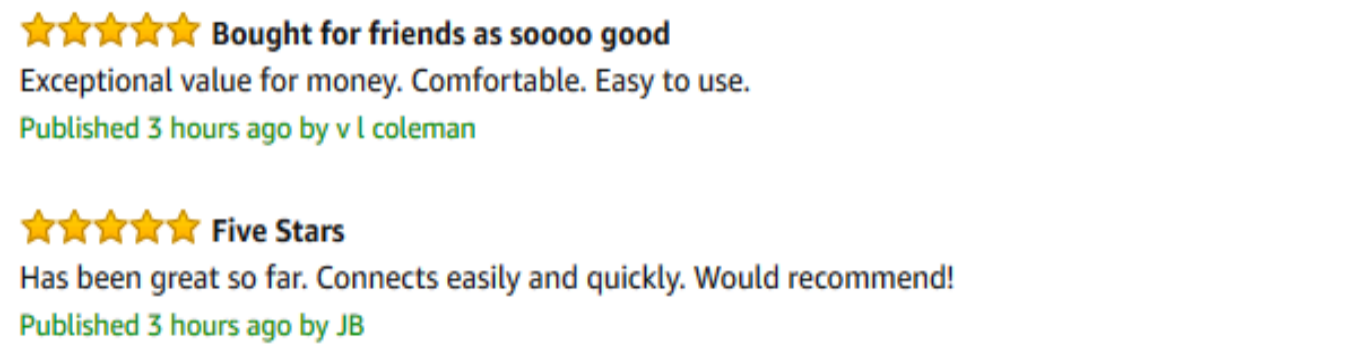 Bought for friends as soooo good
Exceptional value for money. Comfortable. Easy to use.
Published 3 hours ago by v l coleman
Five Stars
Has been great so far. Connects easily and quickly. Would recommend!
Published 3 hours ago by JB